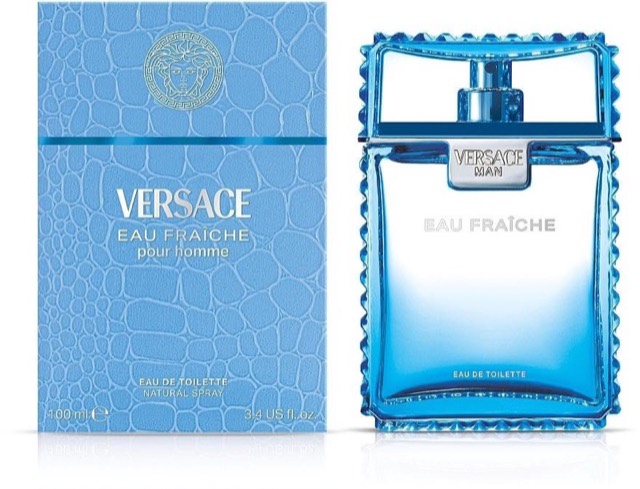 VERSACE
EAU FRAÎCHE
pour homme
EAU DE TOILETTE
NATURAL SPRAY
100 ml e 3.4 US fl.oz.
VERSACE
MAN
EAU FRAÎCHE
EAU DE TOILETTE